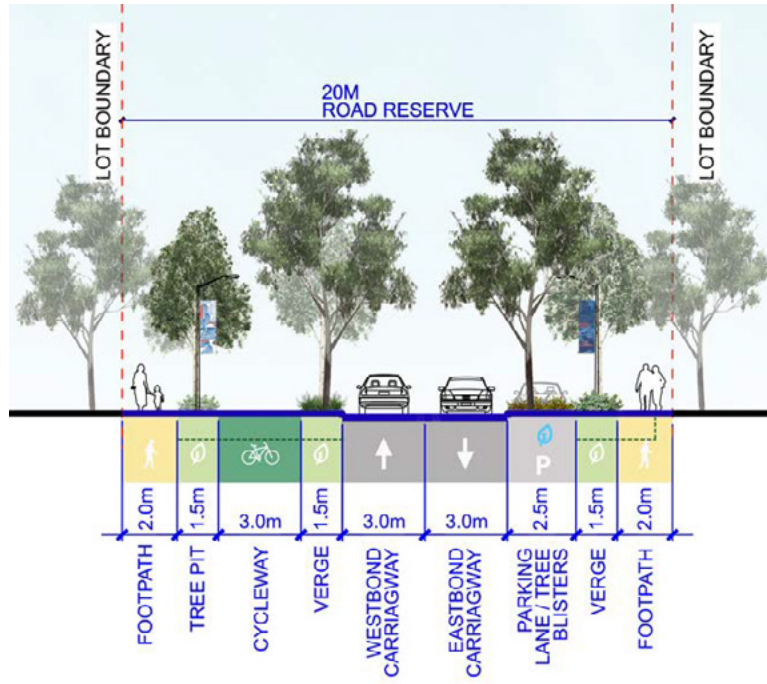 LOT BOUNDARY
20M
ROAD RESERVE
LOT BOUNDARY
P
2.0m
1.5m
3.0m
1.5m
3.0m
3.0m
2.5m
1.5m
2.0m
FOOTPATH
TREE PIT
CYCLEWAY
VERGE
WESTBOND
CARRIAGWAY
EASTBOND
CARRIAGWAY
PARKING
LANE / TREE
BLISTERS
VERGE
FOOTPATH